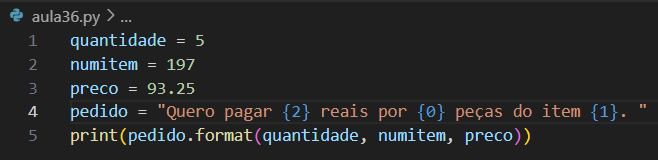 aula36.py > ...
1 quantidade = 5
2 numitem = 197
3 preco = 93.25
4 pedido = "Quero pagar {2} reais por {0} peças do item {1}. "
5 print(pedido.format(quantidade, numitem, preco))